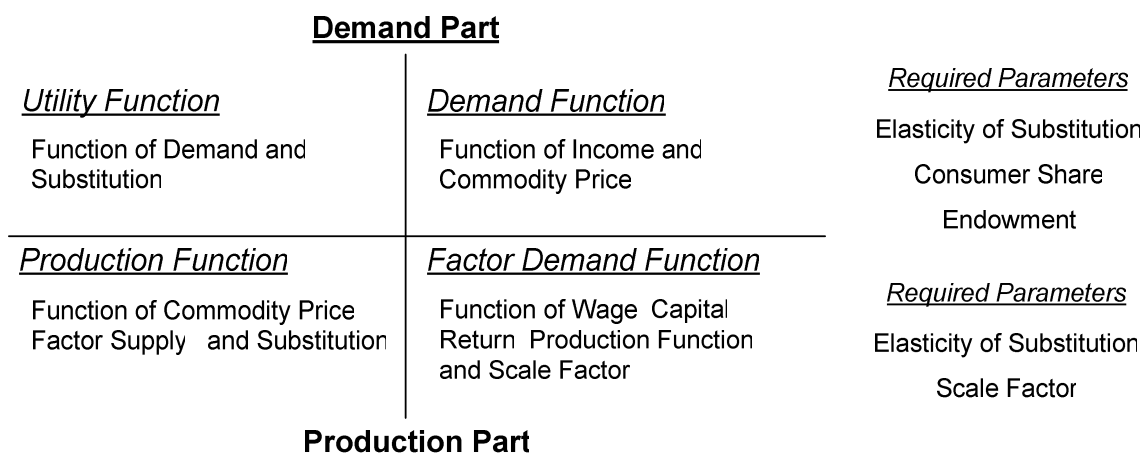 Demand Part
Utility Function
Function of Demand and
Substitution
Demand Function
Function of Income and
Commodity Price
Required Parameters
Elasticity of Substitution
Consumer Share
Endowment
Production Function
Function of Commodity Price
Factor Supply and Substitution
Factor Demand Function
Function of Wage Capital
Return Production Function
and Scale Factor
Required Parameters
Elasticity of Substitution
Scale Factor
Production Part